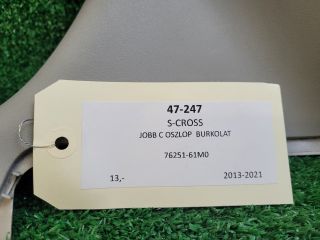 47-247
S-CROSS
JOBB C OSZLOP BURKOLAT
76251-61M0
13,- 2013-2021